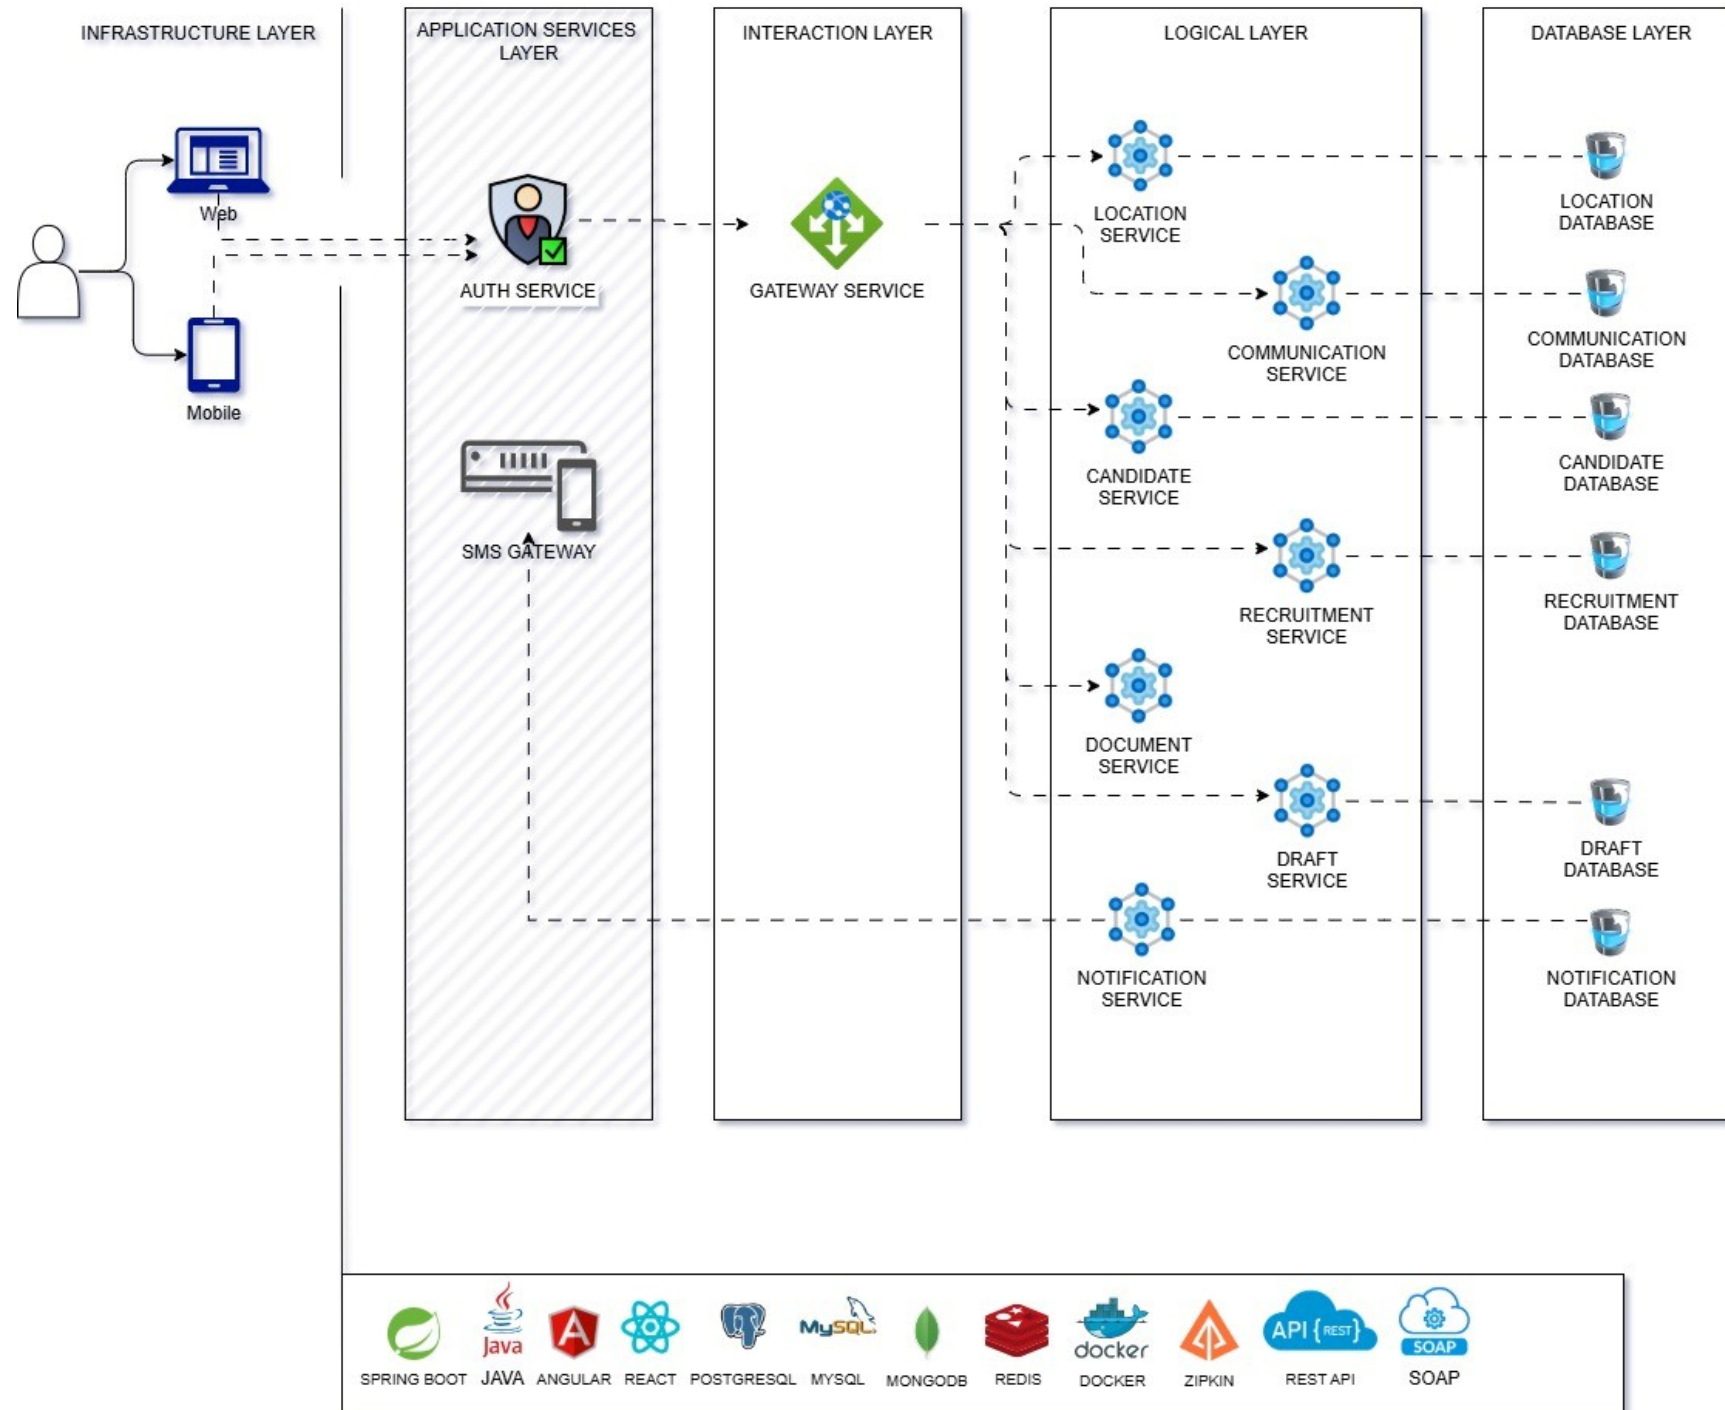 INFRASTRUCTURE LAYER
APPLICATION SERVICES
LAYER
INTERACTION LAYER
LOGICAL LAYER
DATABASE LAYER
Web
Mobile
AUTH SERVICE
SMS GATEWAY
GATEWAY SERVICE
LOCATION
SERVICE
COMMUNICATION
SERVICE
CANDIDATE
SERVICE
RECRUITMENT
SERVICE
DOCUMENT
SERVICE
DRAFT
SERVICE
NOTIFICATION
SERVICE
LOCATION
DATABASE
COMMUNICATION
DATABASE
CANDIDATE
DATABASE
RECRUITMENT
DATABASE
DRAFT
DATABASE
NOTIFICATION
DATABASE
Java
MySQL
docker
API {REST}
SOAP
SPRING BOOT
JAVA
ANGULAR
REACT
POSTGRESQL
MYSQL
MONGODB
REDIS
DOCKER
ZIPKIN
REST API
SOAP